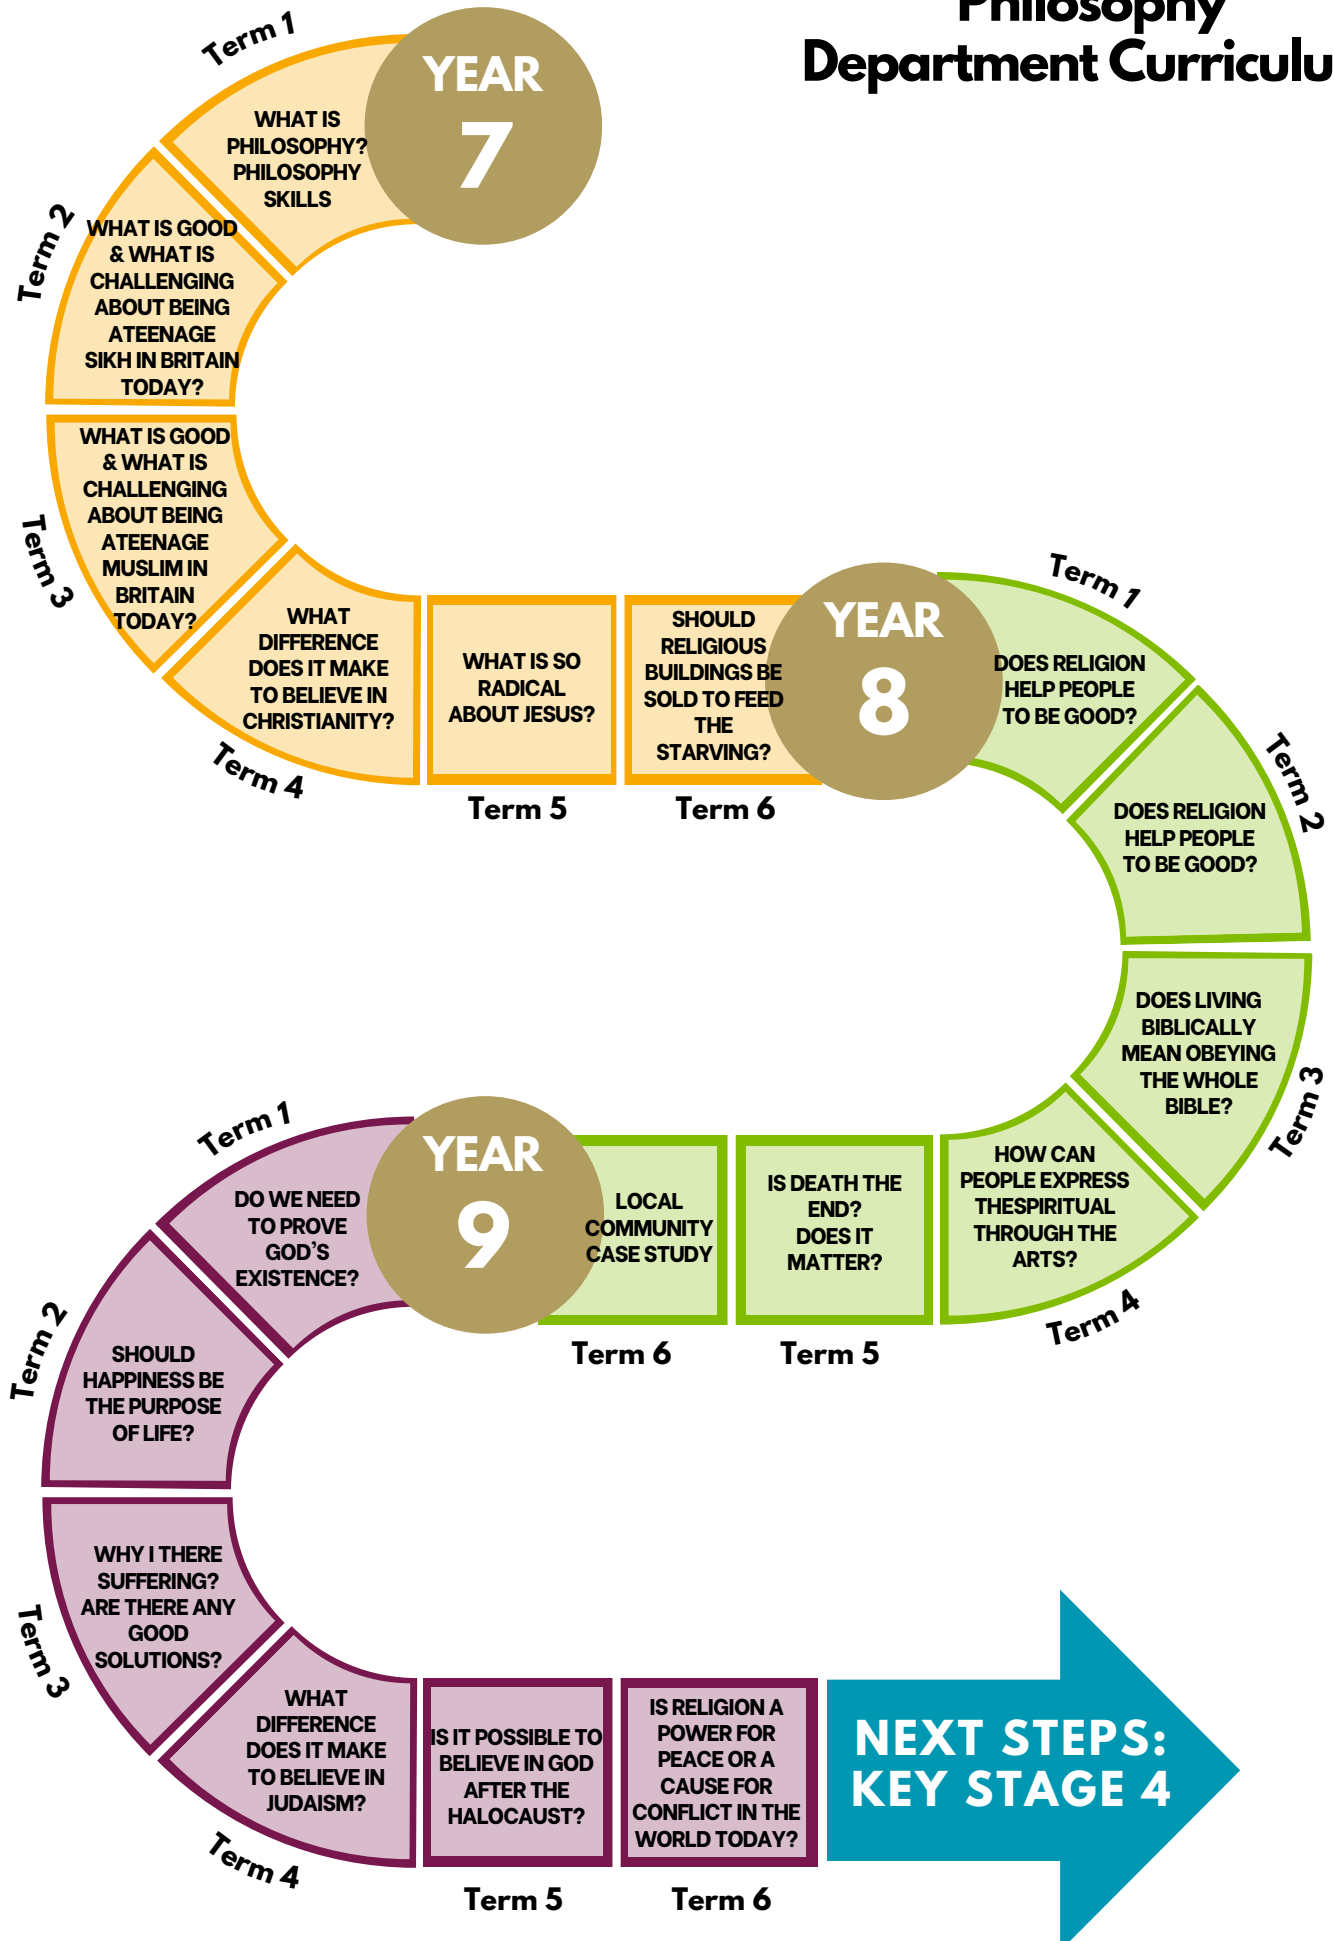 Philosophy
Department Curriculu
YEAR
7
Term 1
WHAT IS
PHILOSOPHY?
PHILOSOPHY
SKILLS
Term 2
WHAT IS GOOD
& WHAT IS
CHALLENGING
ABOUT BEING
ATEENAGE
SIKH IN BRITAIN
TODAY?
Term 3
WHAT IS GOOD
& WHAT IS
CHALLENGING
ABOUT BEING
ATEENAGE
MUSLIM IN
BRITAIN
TODAY?
Term 4
WHAT
DIFFERENCE
DOES IT MAKE
TO BELIEVE IN
CHRISTIANITY?
WHAT IS SO
RADICAL
ABOUT JESUS?
Term 5
SHOULD
RELIGIOUS
BUILDINGS BE
SOLD TO FEED
THE
STARVING?
Term 6
YEAR
8
Term 1
DOES RELIGION
HELP PEOPLE
TO BE GOOD?
Term 2
DOES RELIGION
HELP PEOPLE
TO BE GOOD?
Term 3
DOES LIVING
BIBLICALLY
MEAN OBEYING
THE WHOLE
BIBLE?
HOW CAN
PEOPLE EXPRESS
THESPIRITUAL
THROUGH THE
ARTS?
Term 4
IS DEATH THE
END?
DOES IT
MATTER?
Term 5
LOCAL
COMMUNITY
CASE STUDY
Term 6
YEAR
9
Term 1
DO WE NEED
TO PROVE
GOD'S
EXISTENCE?
Term 2
SHOULD
HAPPINESS BE
THE PURPOSE
OF LIFE?
Term 3
WHY I THERE
SUFFERING?
ARE THERE ANY
GOOD
SOLUTIONS?
Term 4
WHAT
DIFFERENCE
DOES IT MAKE
TO BELIEVE IN
JUDAISM?
IS IT POSSIBLE TO
BELIEVE IN GOD
AFTER THE
HALOCAUST?
Term 5
IS RELIGION A
POWER FOR
PEACE OR A
CAUSE FOR
CONFLICT IN THE
WORLD TODAY?
Term 6
NEXT STEPS:
KEY STAGE 4